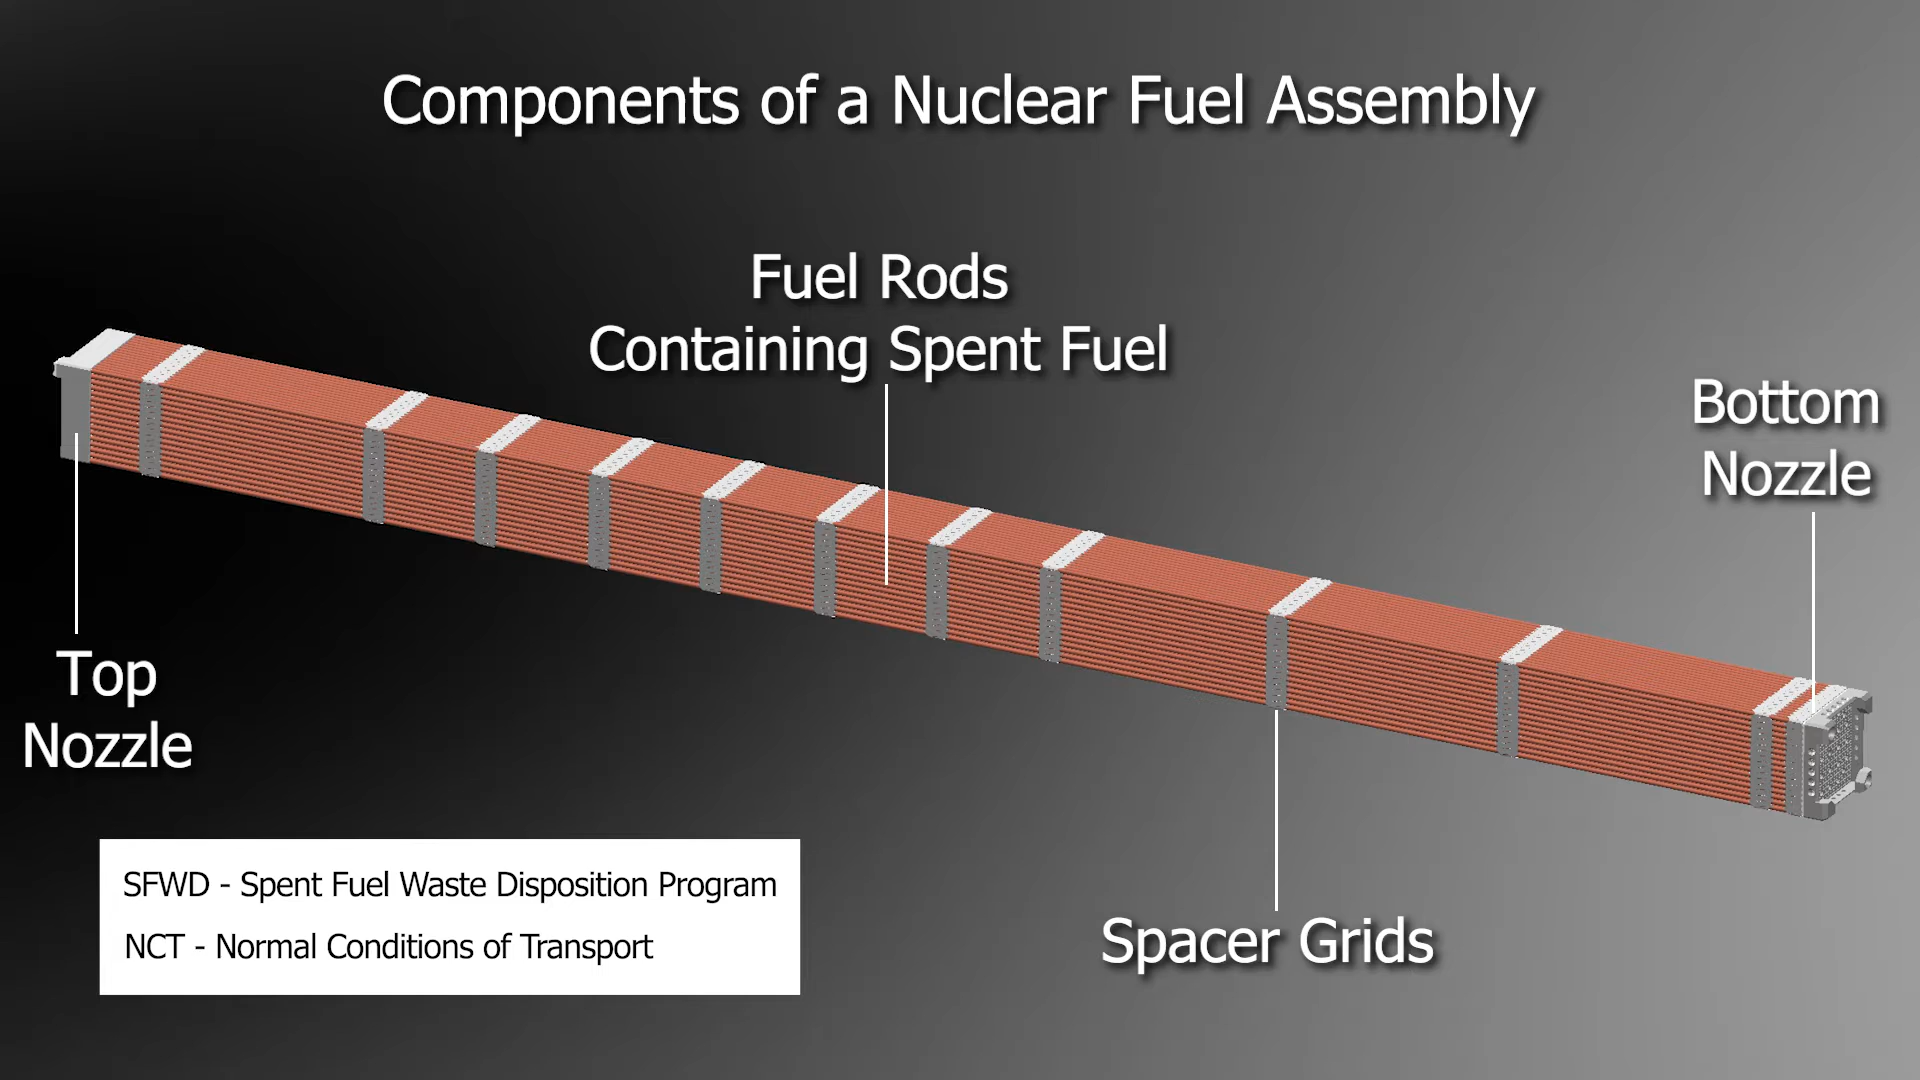 Components of a Nuclear Fuel Assembly
Fuel Rods
Containing Spent Fuel
Bottom
Nozzle
Top
Nozzle
SFWD - Spent Fuel Waste Disposition Program
NCT - Normal Conditions of Transport
Spacer Grids